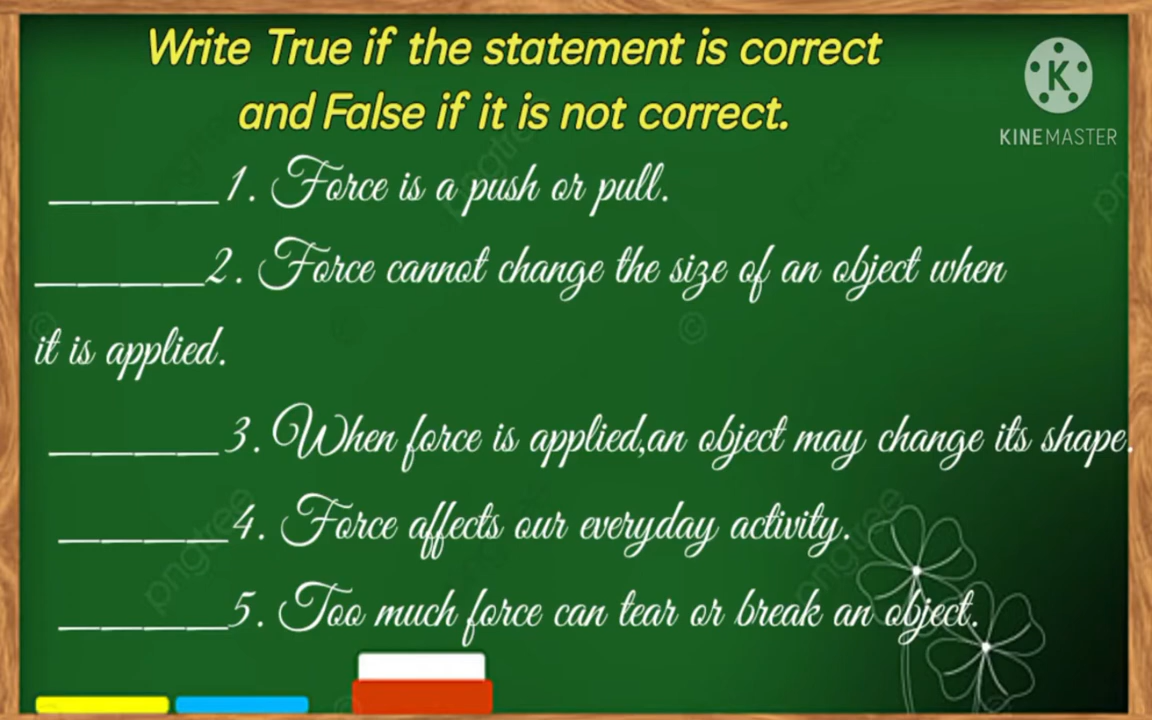 Write True if the statement is correct
and False if it is not correct.
K
KINEMASTER
________1. Force is a push or pull.
________2. Force cannot change the size of an object when
it is applied.
________3. When force is applied,an object may change its shape.
________4. Force affects our everyday activity.
________5. Too much force can tear or break an object.
pngtree
pngtree
pngtree